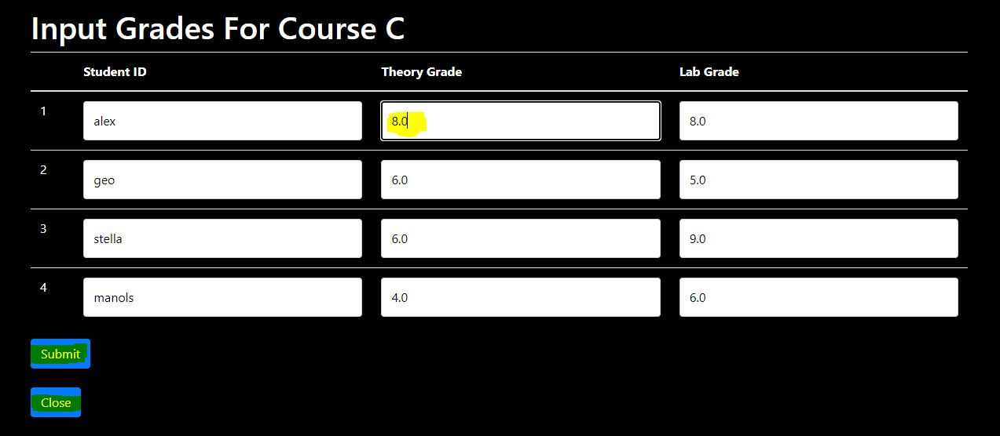 Input Grades For Course C
Student ID Theory Grade Lab Grade
1 alex 8.0 8.0
2 geo 6.0 5.0
3 stella 6.0 9.0
4 manols 4.0 6.0
Submit
Close